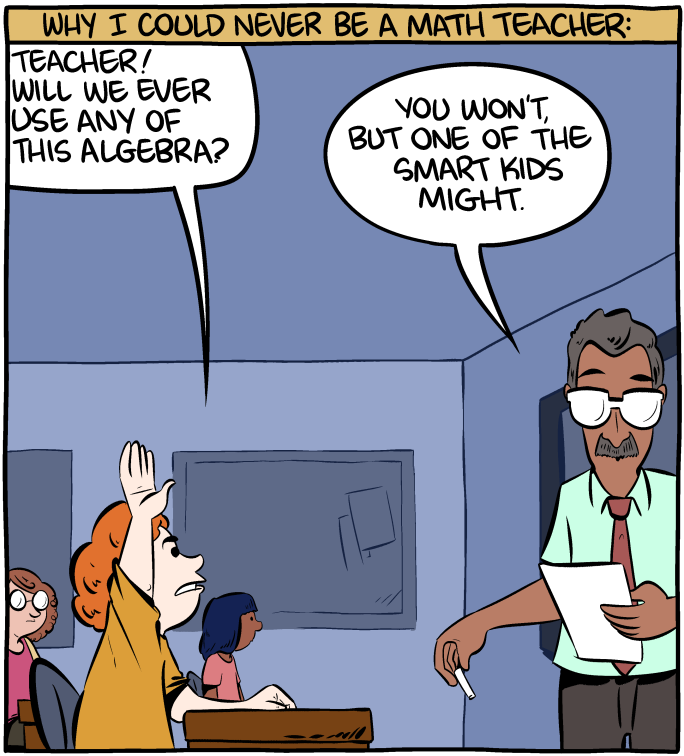 WHY I COULD NEVER BE A MATH TEACHER:
TEACHER!
WILL WE EVER
USE ANY OF
THIS ALGEBRA?
YOU WON'T,
BUT ONE OF THE
SMART KIDS
MIGHT.